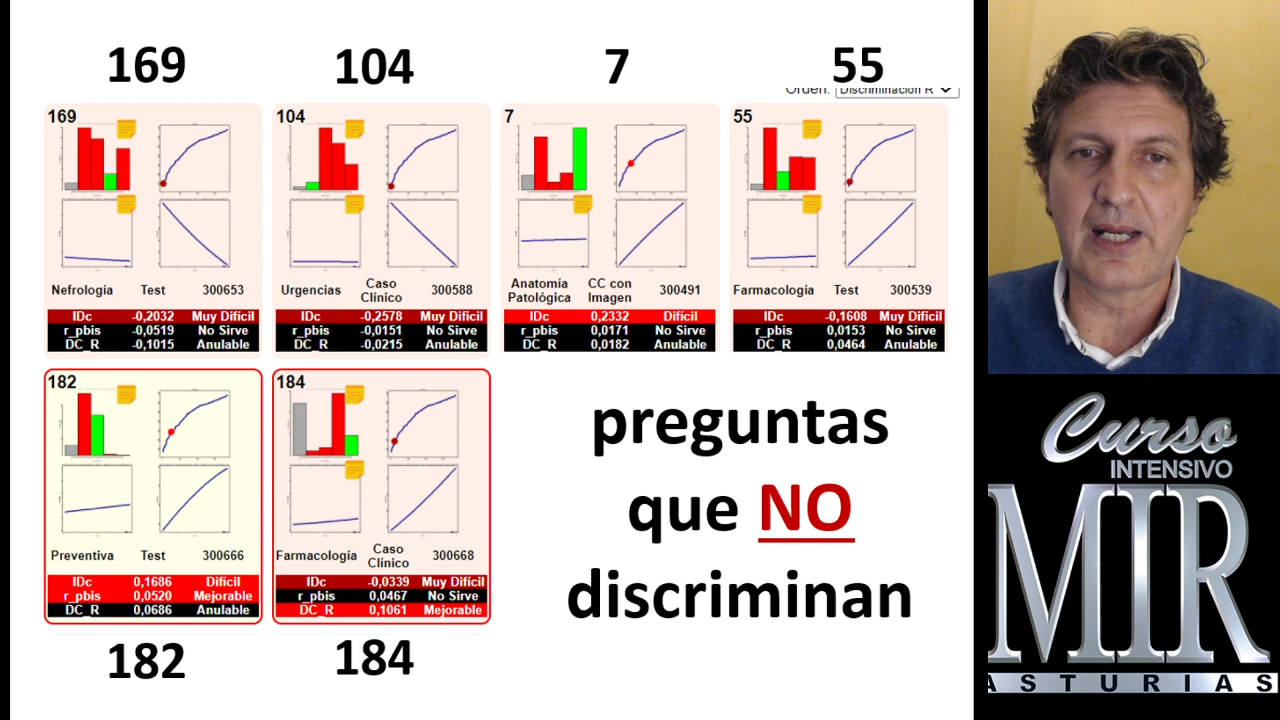 169
104
7
55
Orden:
Discriminación R
169
104
7
55
Nefrología
Test
300653
Urgencias
Caso
Clínico
300588
Anatomía
Patológica
CC con
Imagen
300491
Farmacología
Test
300539
IDc -0,2032 Muy Difícil
r_pbis -0,0519 No Sirve
DC_R -0,1015 Anulable
IDc -0,2578 Muy Difícil
r_pbis -0,0151 No Sirve
DC_R -0,0215 Anulable
IDc 0,2332 Difícil
r_pbis 0,0171 No Sirve
DC_R 0,0182 Anulable
IDc -0,1608 Muy Difícil
r_pbis 0,0153 No Sirve
DC_R 0,0464 Anulable
182
184
Preventiva
Test
300666
Farmacología
Caso
Clínico
300668
IDc 0,1686 Difícil
r_pbis 0,0520 Mejorable
DC_R 0,0686 Anulable
IDc -0,0339 Muy Difícil
r_pbis 0,0467 No Sirve
DC_R 0,1061 Mejorable
182
184
preguntas
que NO
discriminan
Curso
INTENSIVO
MIR
ASTURIAS